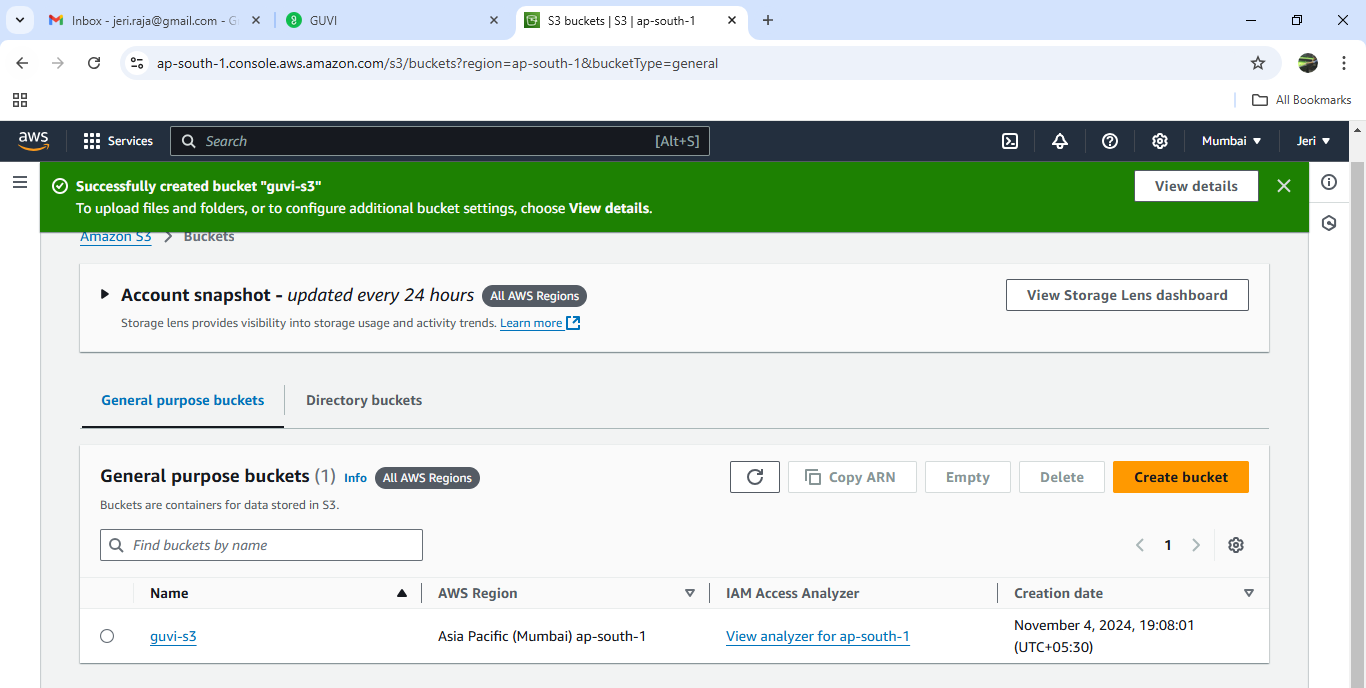 Inbox - jeri.raja@gmail.com - G
GUVI
S3 buckets | S3 | ap-south-1
ap-south-1.console.aws.amazon.com/s3/buckets?region=ap-south-1&bucketType=general
All Bookmarks
aws
Services
Search
[Alt+S]
Mumbai
Jeri
Successfully created bucket "guvi-s3"
To upload files and folders, or to configure additional bucket settings, choose View details.
View details
Amazon S3
Buckets
Account snapshot - updated every 24 hours
All AWS Regions
Storage lens provides visibility into storage usage and activity trends. Learn more
View Storage Lens dashboard
General purpose buckets
Directory buckets
General purpose buckets (1)
Info
All AWS Regions
Buckets are containers for data stored in S3.
Copy ARN
Empty
Delete
Create bucket
Find buckets by name
1
Name
AWS Region
IAM Access Analyzer
Creation date
guvi-s3
Asia Pacific (Mumbai) ap-south-1
View analyzer for ap-south-1
November 4, 2024, 19:08:01
(UTC+05:30)